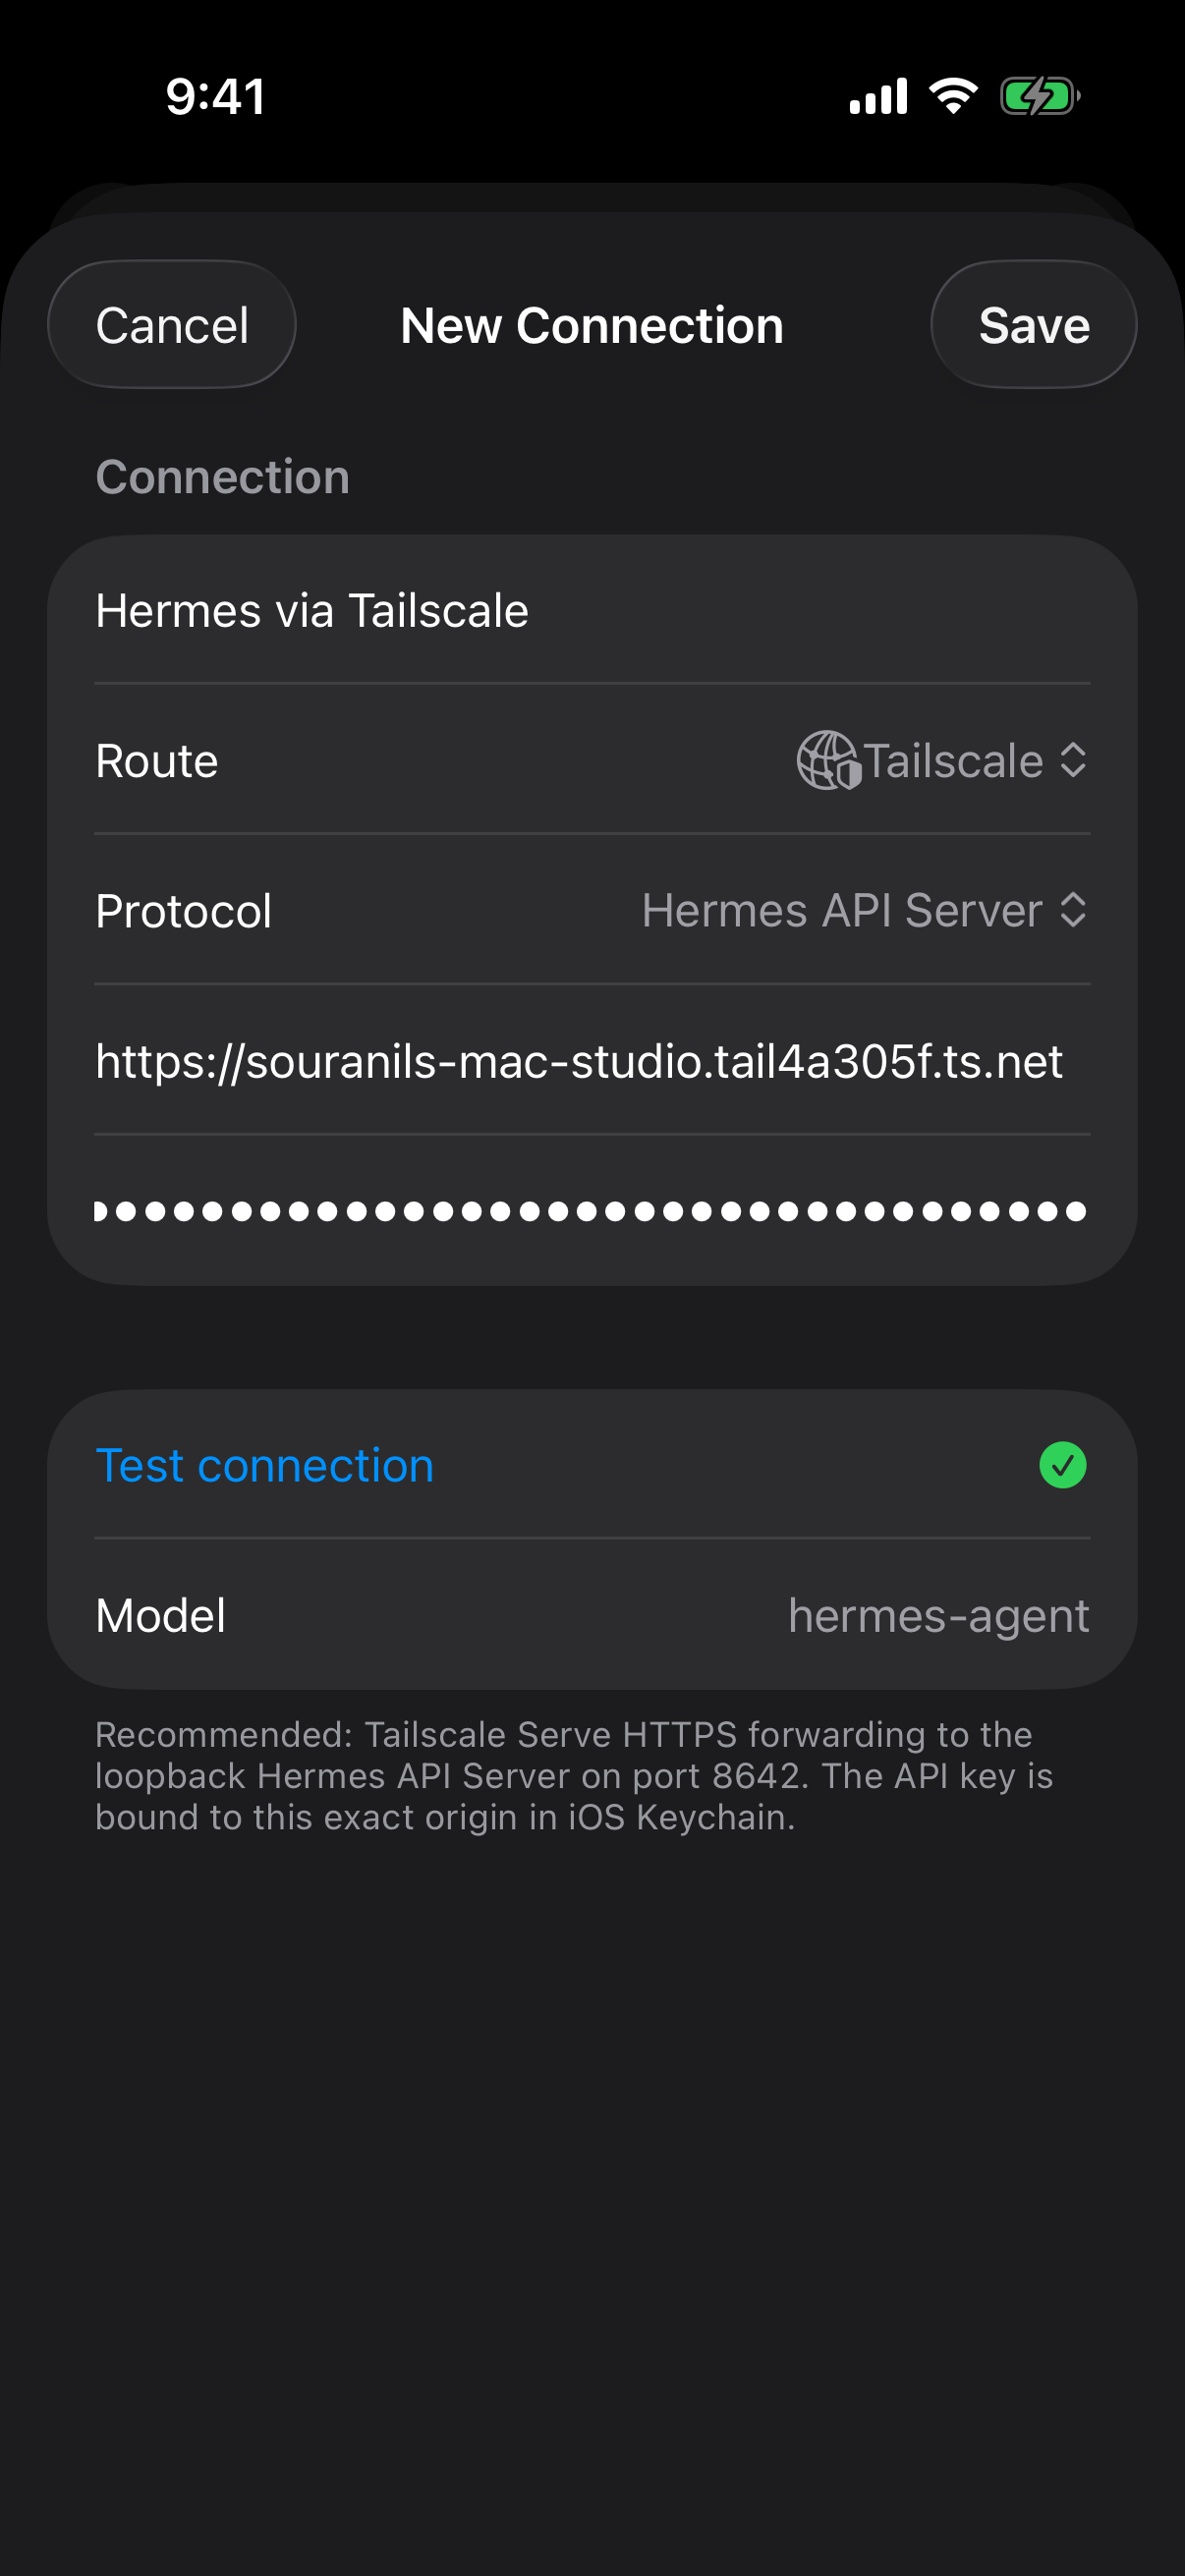 9:41
Cancel
New Connection
Save
Connection
Hermes via Tailscale
Route
Tailscale
Protocol
Hermes API Server
https://souranils-mac-studio.tail4a305f.ts.net
Test connection
Model
hermes-agent
Recommended: Tailscale Serve HTTPS forwarding to the
loopback Hermes API Server on port 8642. The API key is
bound to this exact origin in iOS Keychain.